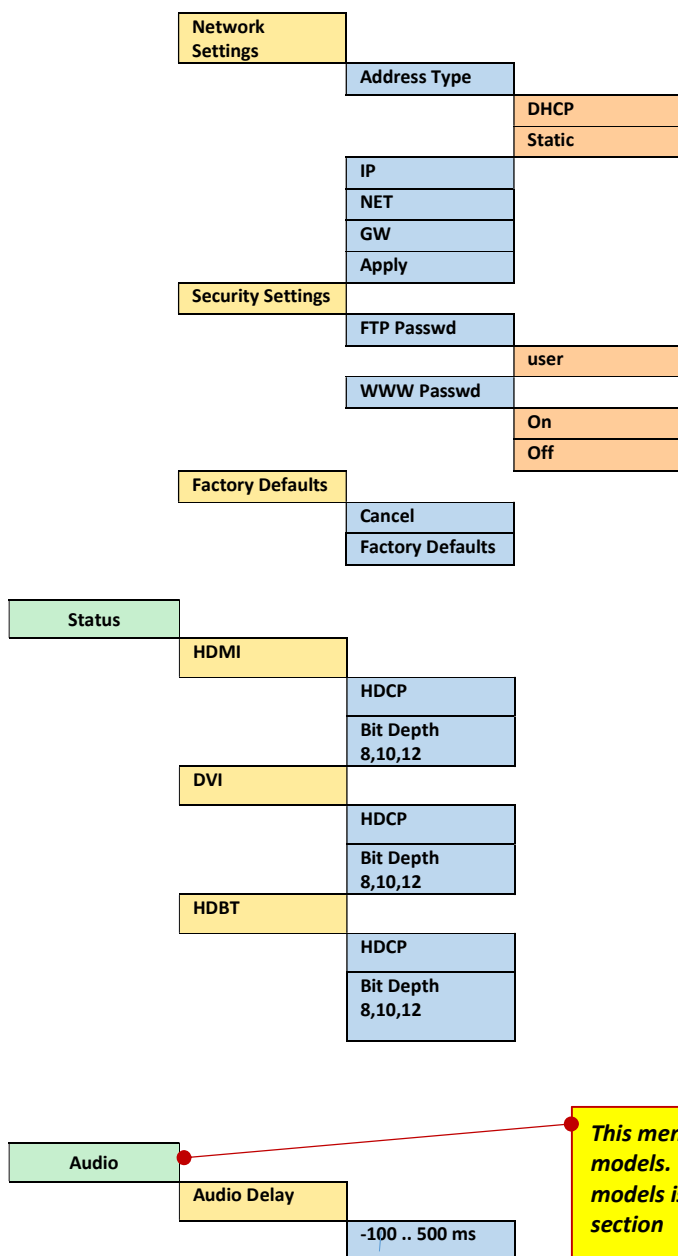 Network
Settings
Address Type
DHCP
Static
IP
NET
GW
Apply
Security Settings
FTP Passwd
user
WWW Passwd
On
Off
Factory Defaults
Cancel
Factory Defaults
Status
HDMI
HDCP
Bit Depth
8,10,12
DVI
HDCP
Bit Depth
8,10,12
HDBT
HDCP
Bit Depth
8,10,12
Audio
This
models.
models
section
Audio Delay
-100 .. 500 ms